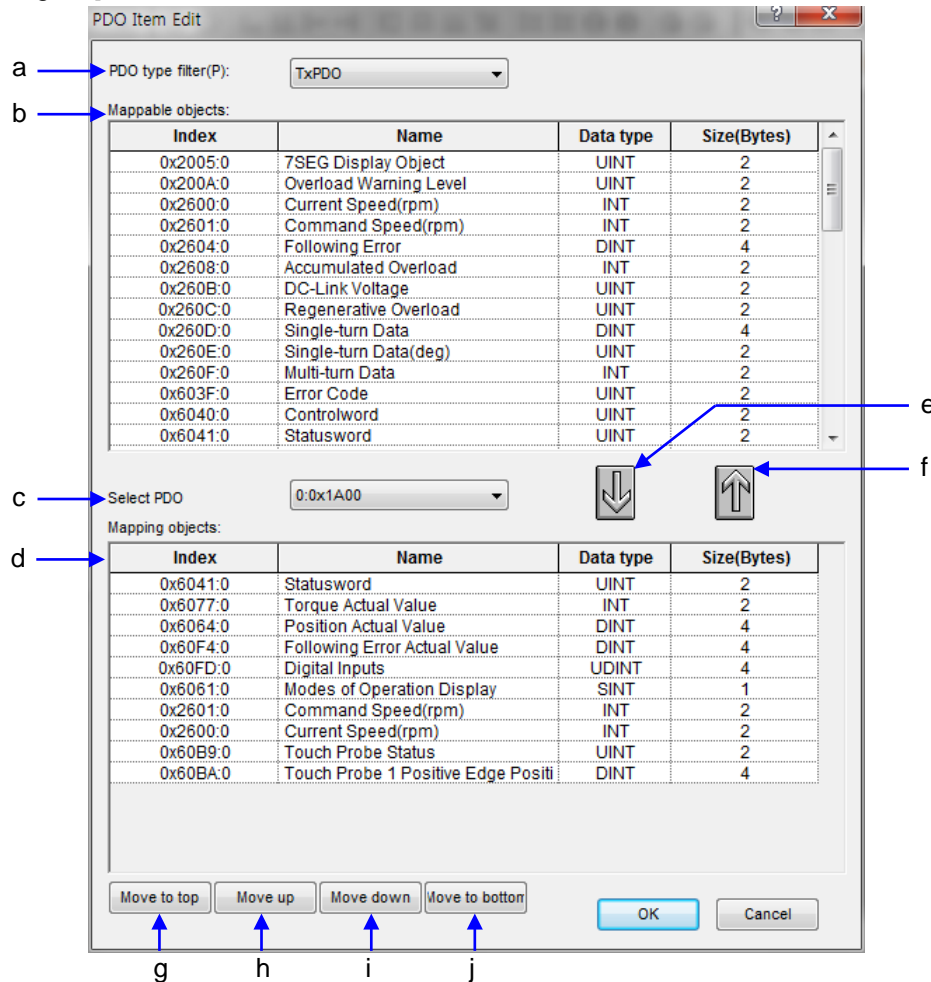 PDO Item Edit
a PDO type filter(P): TxPDO
b Mappable objects:
Index Name Data type Size(Bytes)
0x2005:0 7SEG Display Object UINT 2
0x200A:0 Overload Warning Level UINT 2
0x2600:0 Current Speed(rpm) INT 2
0x2601:0 Command Speed(rpm) INT 2
0x2604:0 Following Error DINT 4
0x2608:0 Accumulated Overload INT 2
0x260B:0 DC-Link Voltage UINT 2
0x260C:0 Regenerative Overload UINT 2
0x260D:0 Single-turn Data DINT 4
0x260E:0 Single-turn Data(deg) UINT 2
0x260F:0 Multi-turn Data INT 2
0x603F:0 Error Code UINT 2
0x6040:0 Controlword UINT 2
0x6041:0 Statusword UINT 2
e
f
c Select PDO 0:0x1A00
Mapping objects:
d Index Name Data type Size(Bytes)
0x6041:0 Statusword UINT 2
0x6077:0 Torque Actual Value INT 2
0x6064:0 Position Actual Value DINT 4
0x60F4:0 Following Error Actual Value DINT 4
0x60FD:0 Digital Inputs UDINT 4
0x6061:0 Modes of Operation Display SINT 1
0x2601:0 Command Speed(rpm) INT 2
0x2600:0 Current Speed(rpm) INT 2
0x60B9:0 Touch Probe Status UINT 2
0x60BA:0 Touch Probe 1 Positive Edge Positi DINT 4
Move to top Move up Move down Move to bottom
OK Cancel
g h i j